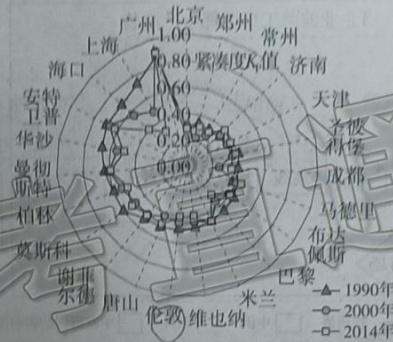 北京
广州
郑州
上海
常州
海口
济南
安特
卫普
天津
华沙
圣彼
得堡
曼彻
斯特
成都
柏林
马德里
莫斯科
布达
佩斯
谢菲
尔德
巴黎
唐山
米兰
伦敦
维也纳
1.00
0.80
0.60
0.40
0.20
0.00
紧凑度
值
1990年
2000年
2014年